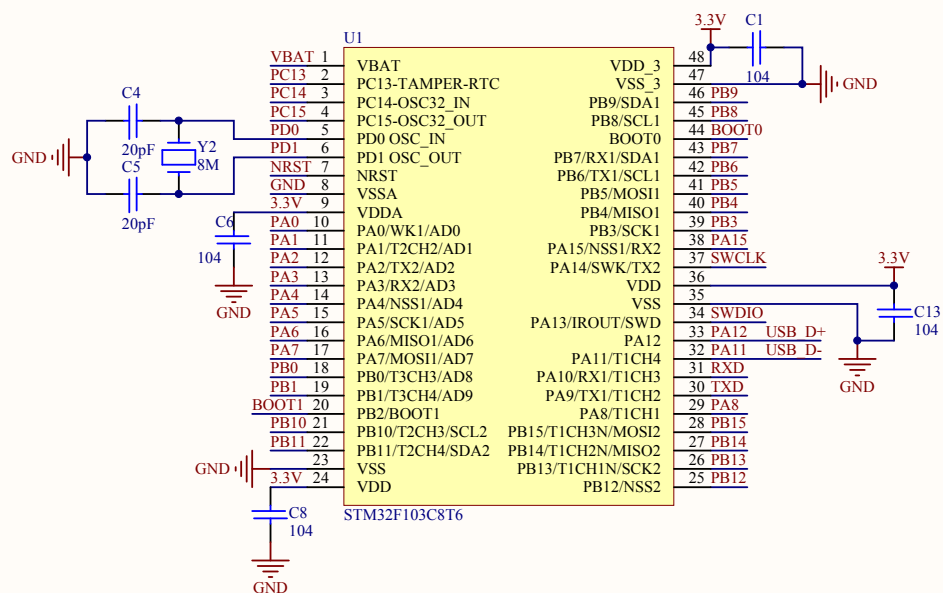 3.3V
C1
104
GND
U1
VBAT 1 VBAT
PC13 2 PC13-TAMPER-RTC
PC14 3 PC14-OSC32_IN
PC15 4 PC15-OSC32_OUT
PD0 5 PD0 OSC_IN
PD1 6 PD1 OSC_OUT
NRST 7 NRST
GND 8 VSSA
3.3V 9 VDDA
PA0 10 PA0/WK1/AD0
PA1 11 PA1/T2CH2/AD1
PA2 12 PA2/TX2/AD2
PA3 13 PA3/RX2/AD3
PA4 14 PA4/NSS1/AD4
PA5 15 PA5/SCK1/AD5
PA6 16 PA6/MISO1/AD6
PA7 17 PA7/MOSI1/AD7
PB0 18 PB0/T3CH3/AD8
PB1 19 PB1/T3CH4/AD9
BOOT1 20 PB2/BOOT1
PB10 21 PB10/T2CH3/SCL2
PB11 22 PB11/T2CH4/SDA2
GND 23 VSS
3.3V 24 VDD
VDD_3 48
VSS_3 47
PB9/SDA1 46 PB9
PB8/SCL1 45 PB8
BOOT0 44 BOOT0
PB7/RX1/SDA1 43 PB7
PB6/TX1/SCL1 42 PB6
PB5/MOSI1 41 PB5
PB4/MISO1 40 PB4
PB3/SCK1 39 PB3
PA15/NSS1/RX2 38 PA15
PA14/SWK/TX2 37 SWCLK
VDD 36
VSS 35
PA13/IROUT/SWD 34 SWDIO
PA12 33 PA12 USB_D+
PA11/T1CH4 32 PA11 USB_D-
PA10/RX1/T1CH3 31 RXD
PA9/TX1/T1CH2 30 TXD
PA8/T1CH1 29 PA8
PB15/T1CH3N/MOSI2 28 PB15
PB14/T1CH2N/MISO2 27 PB14
PB13/T1CH1N/SCK2 26 PB13
PB12/NSS2 25 PB12
STM32F103C8T6
C4
20pF
GND
Y2
8M
C5
20pF
C6
104
GND
C8
104
GND
3.3V
C13
104
GND